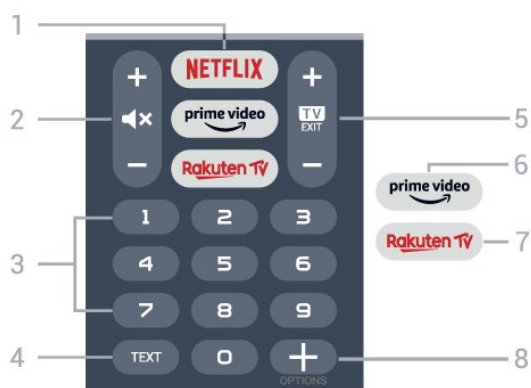 1
+ NETFLIX +
2 prime video TV EXIT 5
6
- Rakuten TV - prime video
1 2 3 Rakuten TV 7
3 4 5 6
7 8 9
4 TEXT 0 + 8
OPTIONS